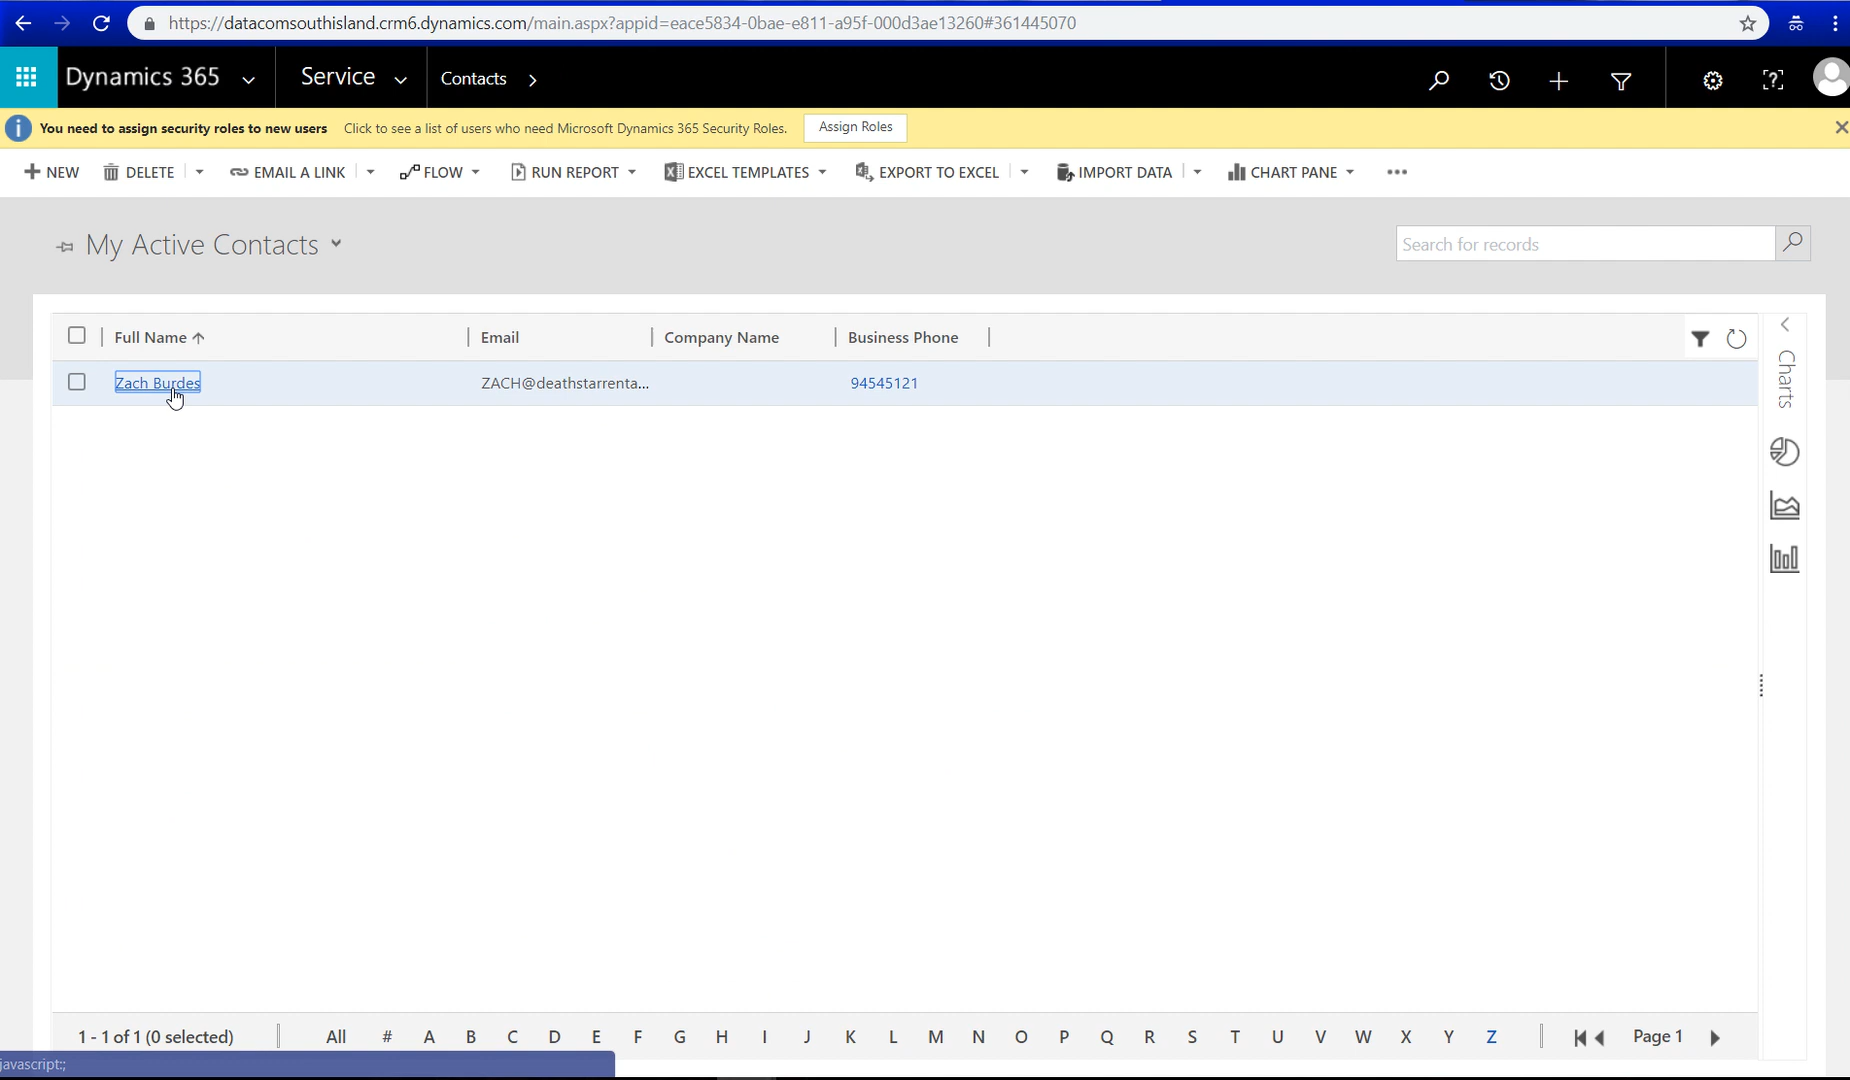 https://datacomsouthisland.crm6.dynamics.com/main.aspx?appid=eace5834-0bae-e811-a95f-000d3ae13260#361445070
Dynamics 365 Service Contacts
You need to assign security roles to new users Click to see a list of users who need Microsoft Dynamics 365 Security Roles. Assign Roles
NEW DELETE EMAIL A LINK FLOW RUN REPORT EXCEL TEMPLATES EXPORT TO EXCEL IMPORT DATA CHART PANE
My Active Contacts Search for records
Full Name Email Company Name Business Phone
Zach Burdes ZACH@deathstarrenta... 94545121
Charts
1 - 1 of 1 (0 selected) All # A B C D E F G H I J K L M N O P Q R S T U V W X Y Z Page 1
javascript:;